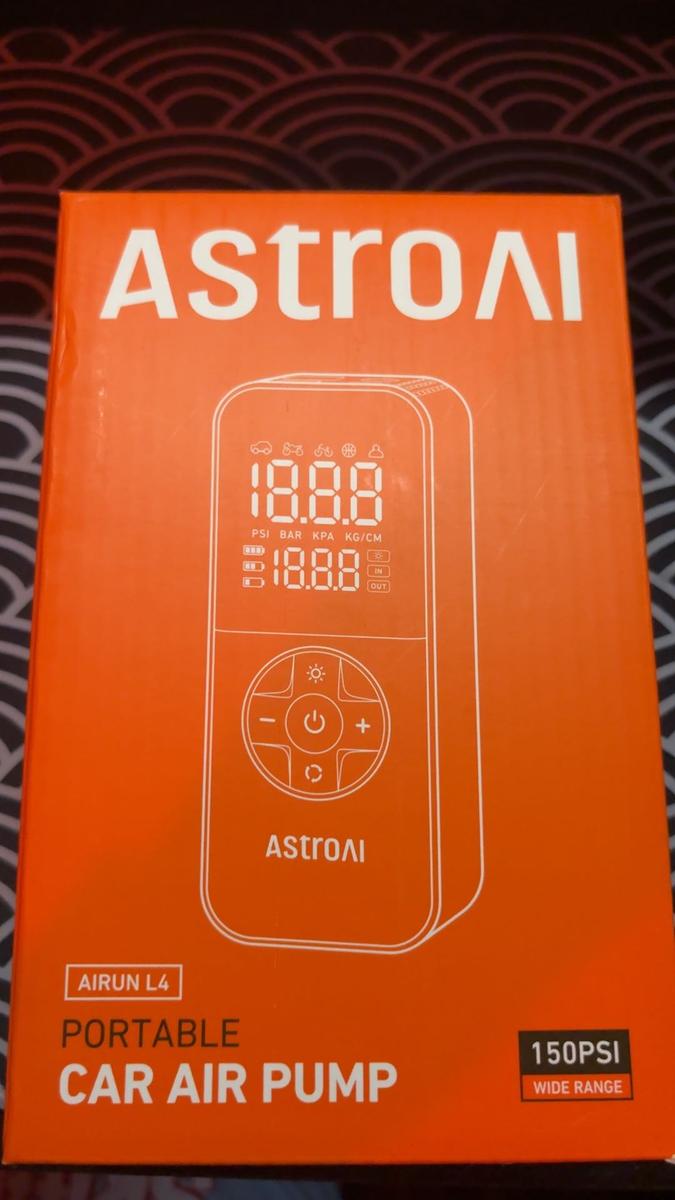 AstroAI
18.8.8
PSI BAR KPA KG/CM
18.8.8
IN
OUT
AstroAI
AIRUN L4
PORTABLE
CAR AIR PUMP
150PSI
WIDE RANGE